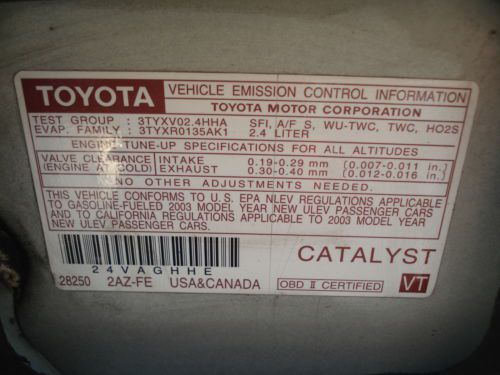 TOYOTA VEHICLE EMISSION CONTROL INFORMATION
TOYOTA MOTOR CORPORATION
TEST GROUP : 3TYXV02.4HHA SFI, A/F S, WU-TWC, TWC, HO2S
EVAP. FAMILY : 3TYXR0135AK1 2.4 LITER
ENGINE TUNE-UP SPECIFICATIONS FOR ALL ALTITUDES
VALVE CLEARANCE INTAKE 0.19-0.29 mm (0.007-0.011 in.)
(ENGINE AT COLD) EXHAUST 0.30-0.40 mm (0.012-0.016 in.)
NO OTHER ADJUSTMENTS NEEDED.
THIS VEHICLE CONFORMS TO U.S. EPA NLEV REGULATIONS APPLICABLE
TO GASOLINE-FUELED 2003 MODEL YEAR NEW ULEV PASSENGER CARS
AND TO CALIFORNIA REGULATIONS APPLICABLE TO 2003 MODEL YEAR
NEW ULEV PASSENGER CARS.
24VAGHHE
CATALYST
28250 2AZ-FE USA&CANADA OBD II CERTIFIED VT